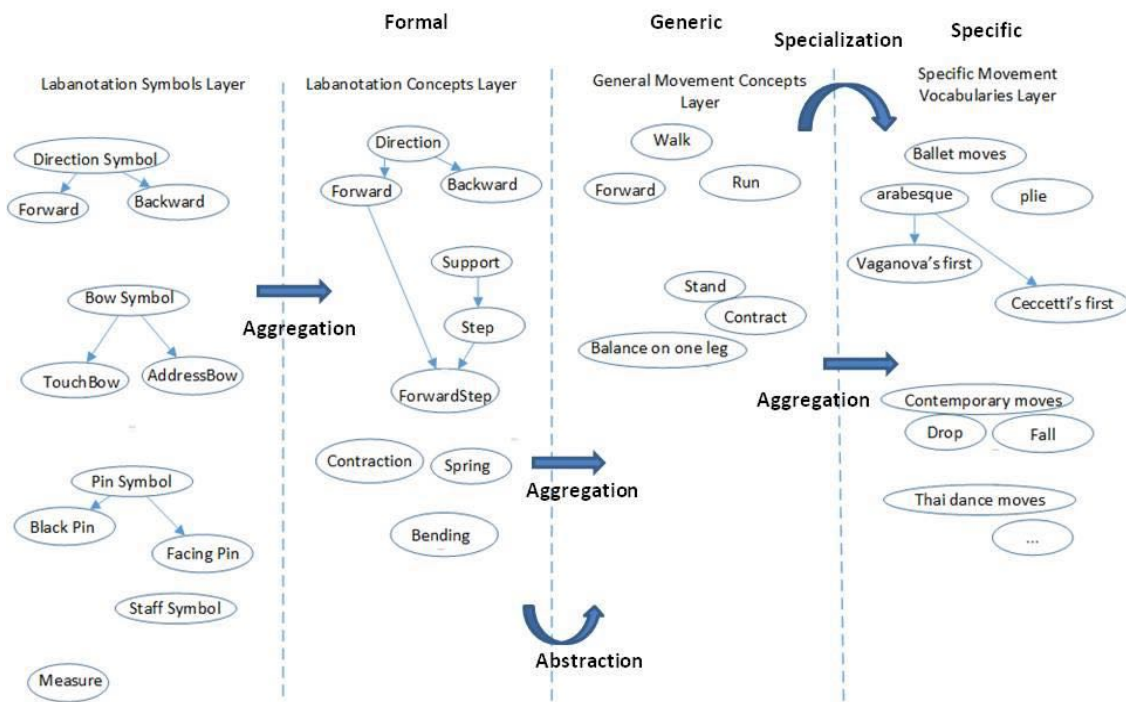 Formal
Generic
Specialization
Specific
Labanotation Symbols Layer
Labanotation Concepts Layer
General Movement Concepts
Layer
Specific Movement
Vocabularies Layer
Direction Symbol
Forward
Backward
Bow Symbol
TouchBow
AddressBow
Pin Symbol
Black Pin
Facing Pin
Staff Symbol
Measure
Aggregation
Direction
Forward
Backward
Support
Step
ForwardStep
Contraction
Spring
Bending
Aggregation
Abstraction
Walk
Forward
Run
Stand
Contract
Balance on one leg
Aggregation
Ballet moves
arabesque
plie
Vaganova's first
Ceccetti's first
Contemporary moves
Drop
Fall
Thai dance moves
...